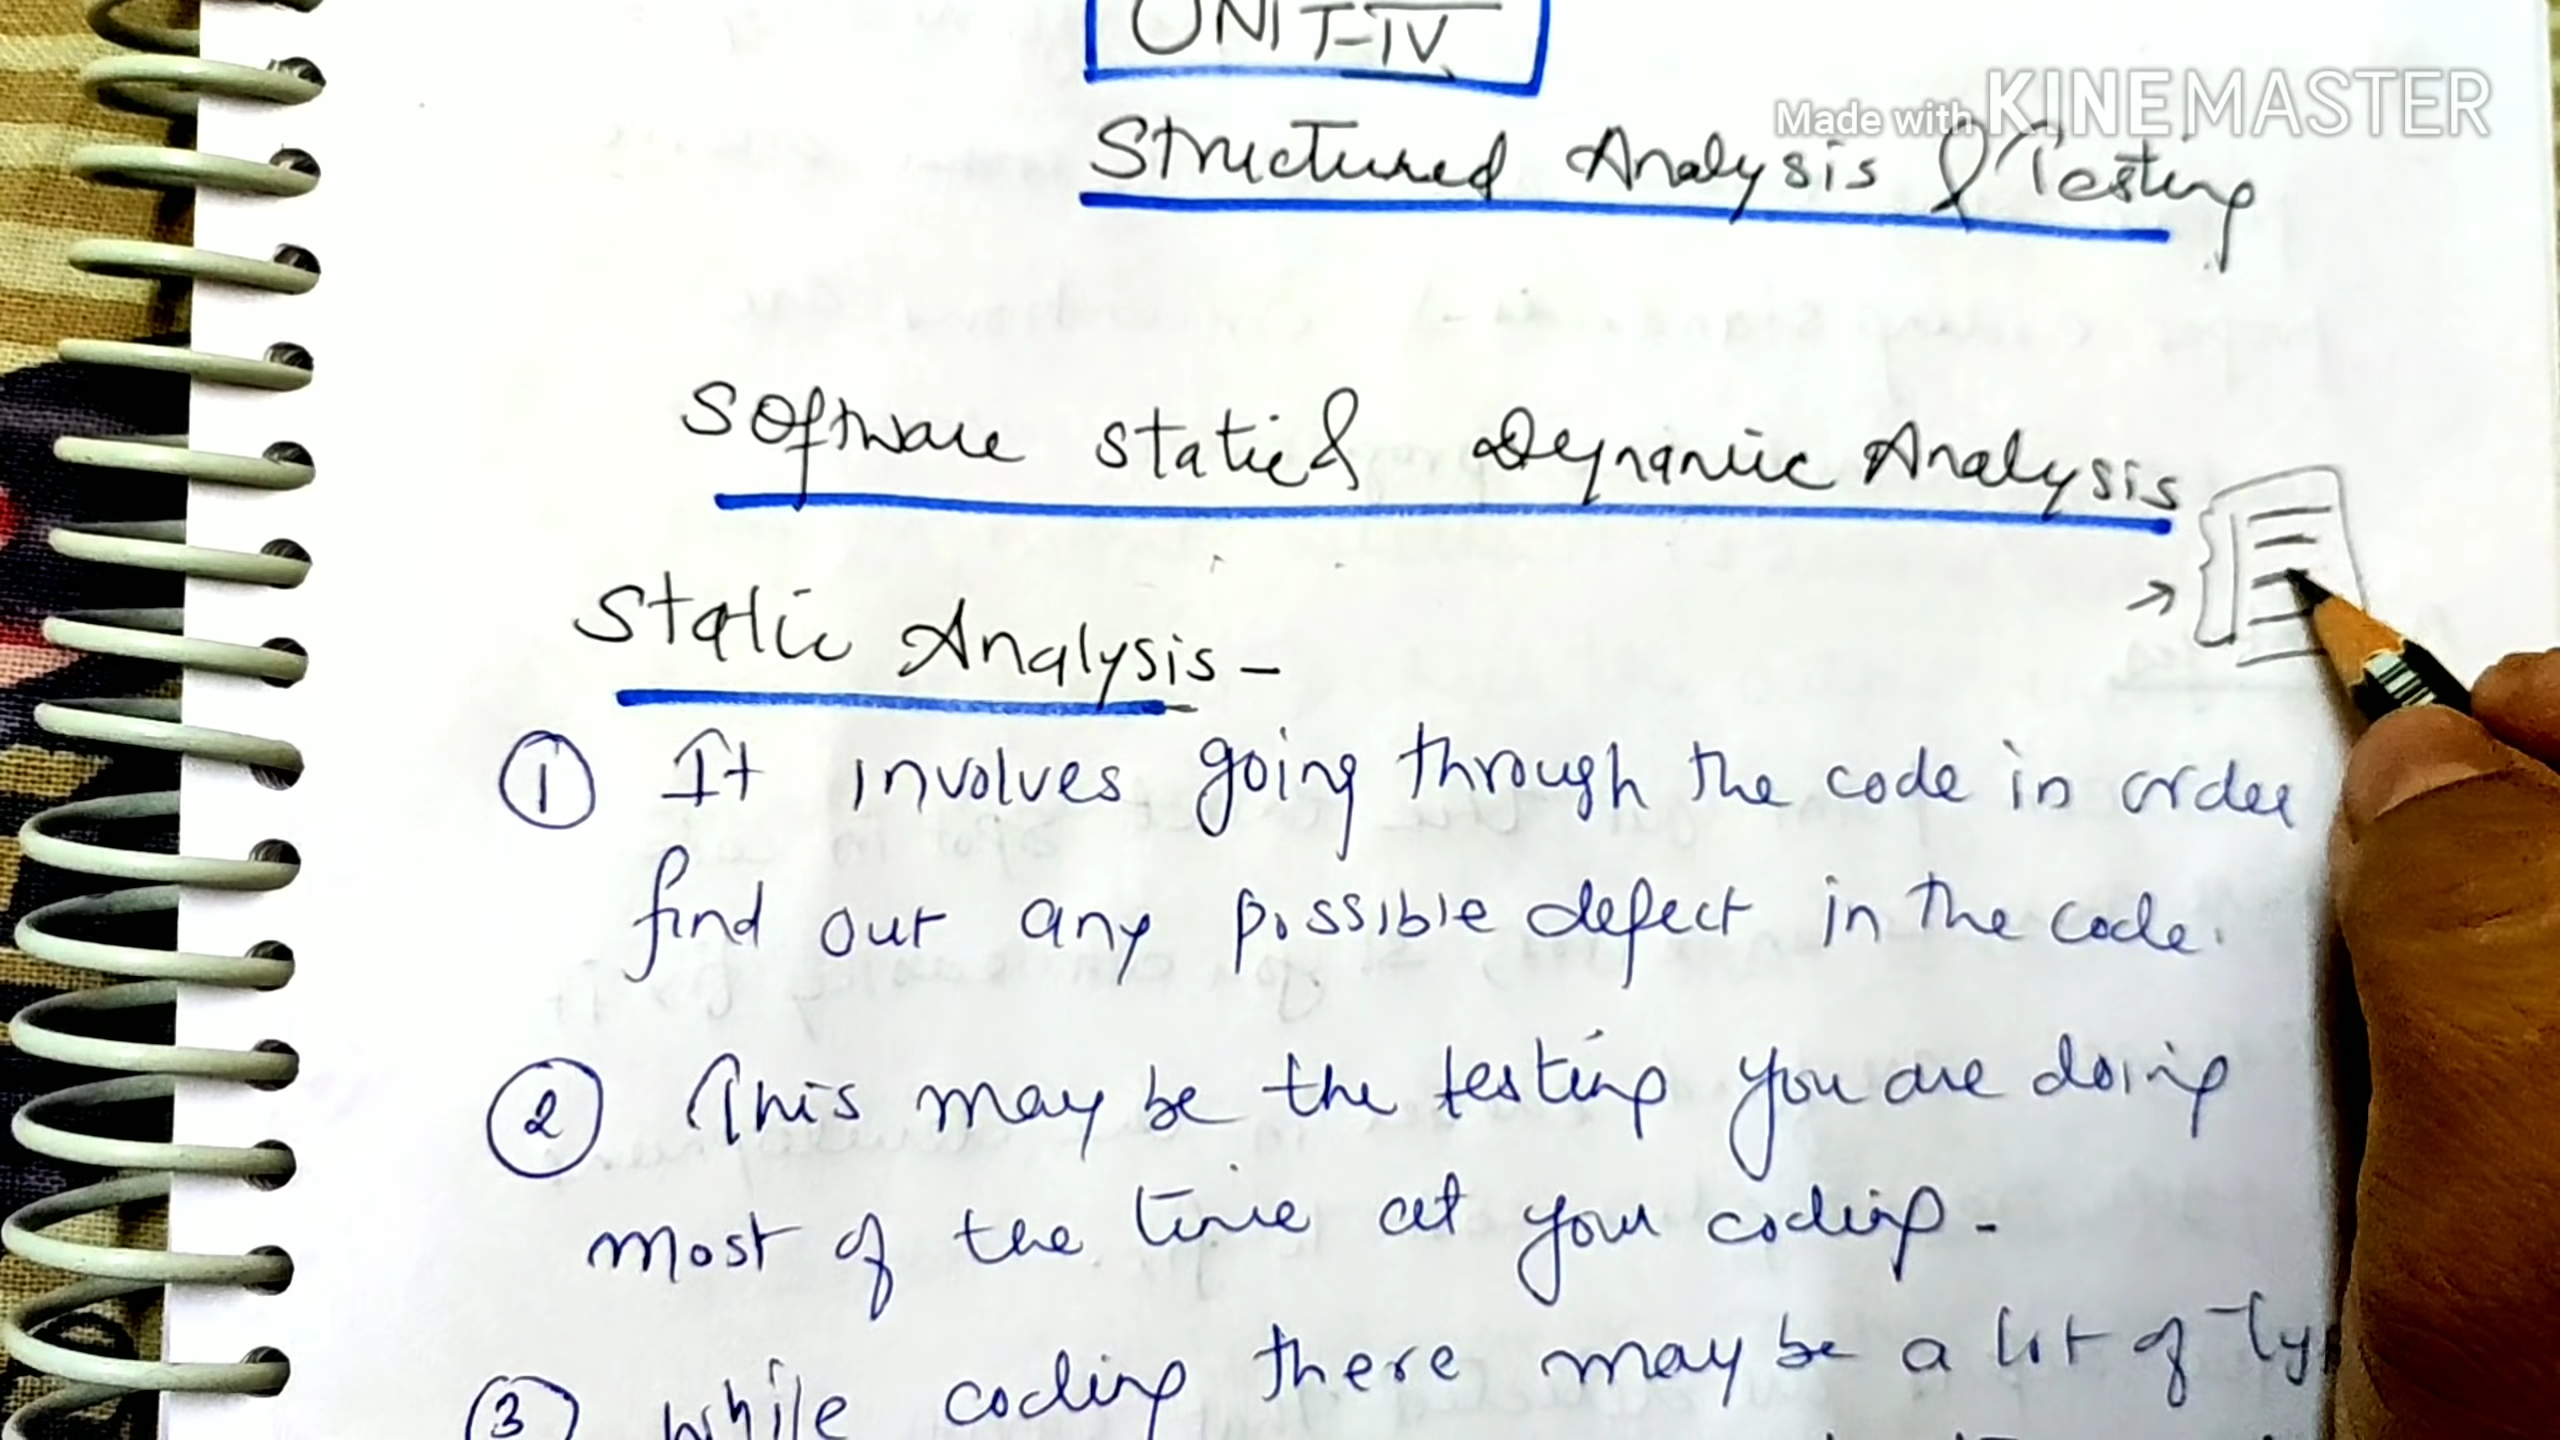 UNIT-IV
Made with KINEMASTER
Structured Analysis & Testing
Software Static & Dynamic Analysis
Static Analysis -
① It involves going through the code in order
find out any possible defect in the code.
② This may be the testing you are doing
most of the time at your coding -
③ While coding there may be a lot of